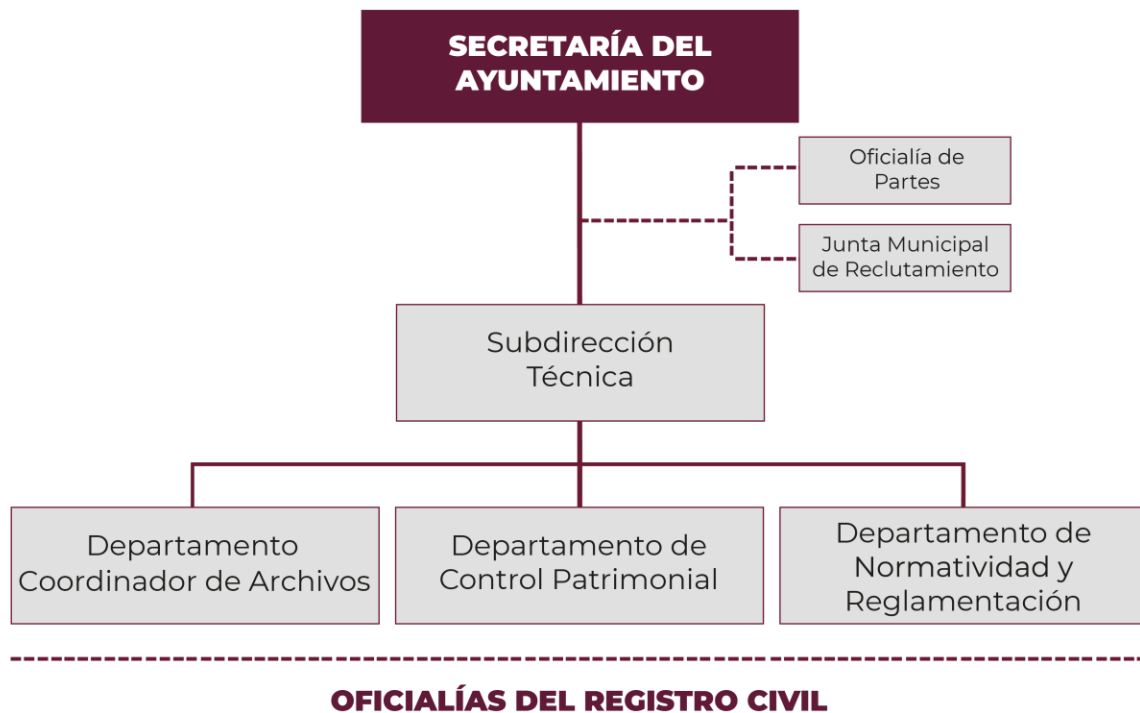 SECRETARÍA DEL
AYUNTAMIENTO
Oficialía de
Partes
Junta Municipal
de Reclutamiento
Subdirección
Técnica
Departamento
Coordinador de Archivos
Departamento de
Control Patrimonial
Departamento de
Normatividad y
Reglamentación
OFICIALÍAS DEL REGISTRO CIVIL